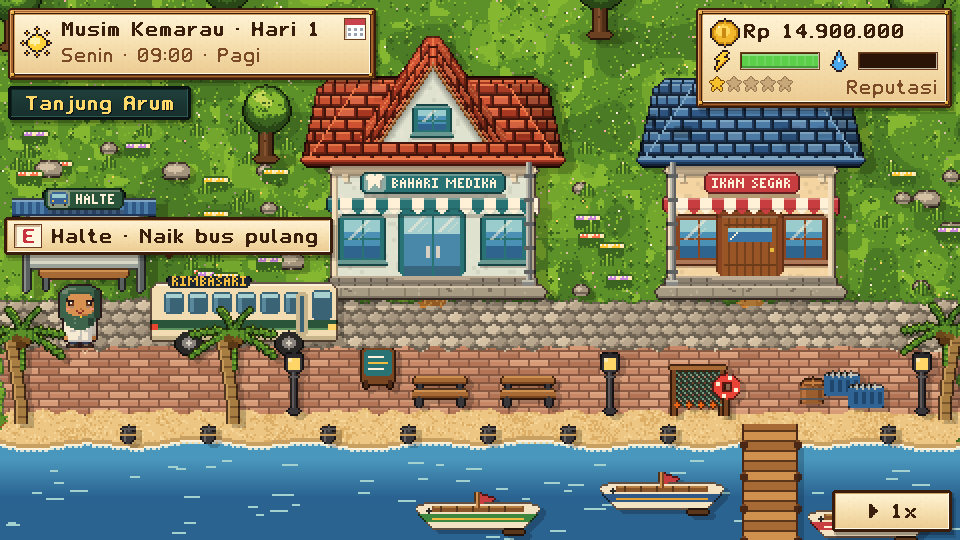 Musim Kemarau · Hari 1
Senin · 09:00 · Pagi
Rp 14.900.000
Reputasi
Tanjung Arum
BAHARI MEDIKA
IKAN SEGAR
HALTE
E Halte · Naik bus pulang
RIMBASARI
1x